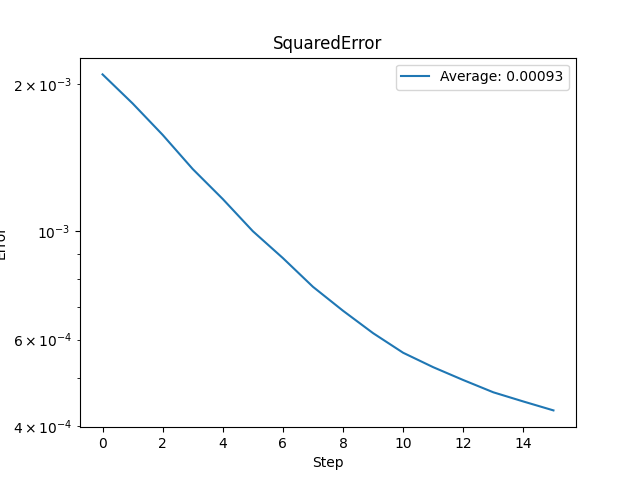 SquaredError
Average: 0.00093
2 × 10⁻³
10⁻³
6 × 10⁻⁴
4 × 10⁻⁴
Error
0 2 4 6 8 10 12 14
Step